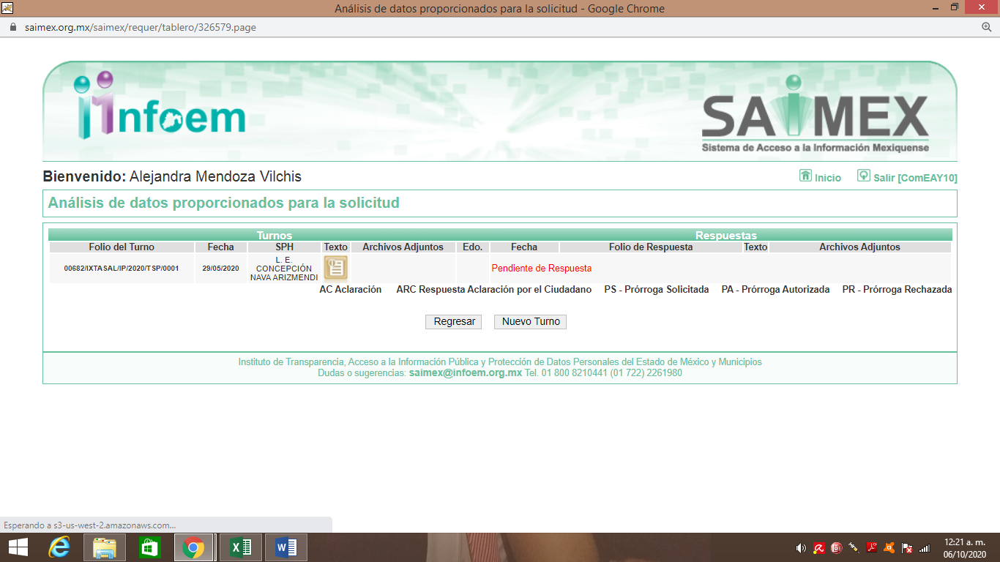 Análisis de datos proporcionados para la solicitud - Google Chrome
saimex.org.mx/saimex/requer/tablero/326579.page
infoem
SAIMEX
Sistema de Acceso a la Información Mexiquense
Bienvenido: Alejandra Mendoza Vilchis
Inicio Salir [ComEAY10]
Análisis de datos proporcionados para la solicitud
Turnos Respuestas
Folio del Turno Fecha SPH Texto Archivos Adjuntos Edo. Fecha Folio de Respuesta Texto Archivos Adjuntos
00682/IXTASAL/IP/2020/TSP/0001 29/05/2020 L. E. CONCEPCIÓN NAVA ARIZMENDI Pendiente de Respuesta
AC Aclaración ARC Respuesta Aclaración por el Ciudadano PS - Prórroga Solicitada PA - Prórroga Autorizada PR - Prórroga Rechazada
Regresar Nuevo Turno
Instituto de Transparencia, Acceso a la Información Pública y Protección de Datos Personales del Estado de México y Municipios
Dudas o sugerencias: saimex@infoem.org.mx Tel. 01 800 8210441 (01 722) 2261980
Esperando a s3-us-west-2.amazonaws.com...
12:21 a. m.
06/10/2020